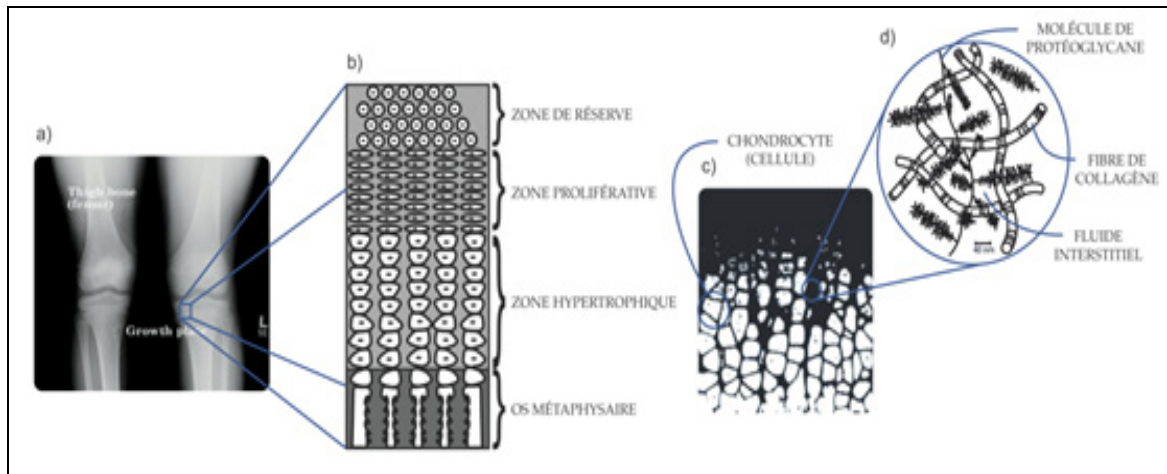 a)
Thigh bone
(femur)
Growth plate
L
b)
ZONE DE RÉSERVE
ZONE PROLIFÉRATIVE
ZONE HYPERTROPHIQUE
OS MÉTAPHYSAIRE
CHONDROCYTE
(CELLULE)
c)
d)
MOLÉCULE DE
PROTÉOGLYCANE
FIBRE DE
COLLAGÈNE
FLUIDE
INTERSTITIEL